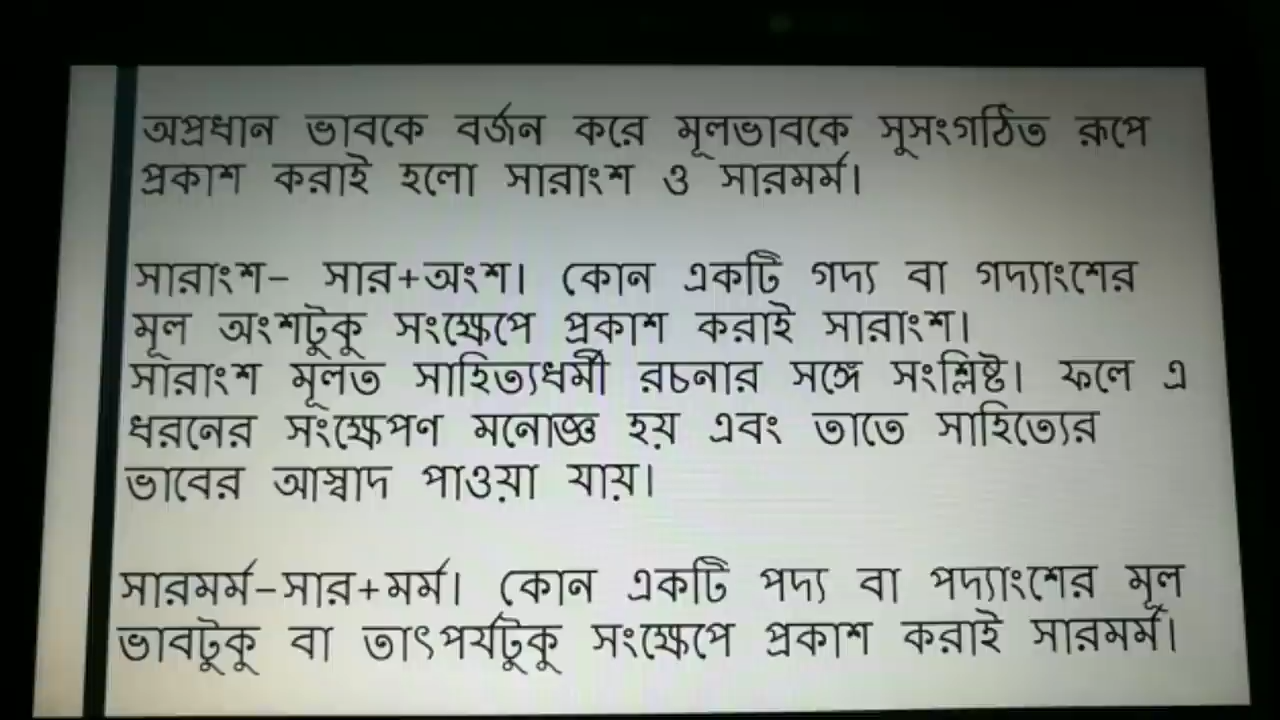 অপ্রধান ভাবকে বর্জন করে মূলভাবকে সুসংগঠিত রূপে
প্রকাশ করাই হলো সারাংশ ও সারমর্ম।
সারাংশ- সার+অংশ। কোন একটি গদ্য বা গদ্যাংশের
মূল অংশটুকু সংক্ষেপে প্রকাশ করাই সারাংশ।
সারাংশ মূলত সাহিত্যধর্মী রচনার সঙ্গে সংশ্লিষ্ট। ফলে এ
ধরনের সংক্ষেপণ মনোজ্ঞ হয় এবং তাতে সাহিত্যের
ভাবের আস্বাদ পাওয়া যায়।
সারমর্ম-সার+মর্ম। কোন একটি পদ্য বা পদ্যাংশের মূল
ভাবটুকু বা তাৎপর্যটুকু সংক্ষেপে প্রকাশ করাই সারমর্ম।